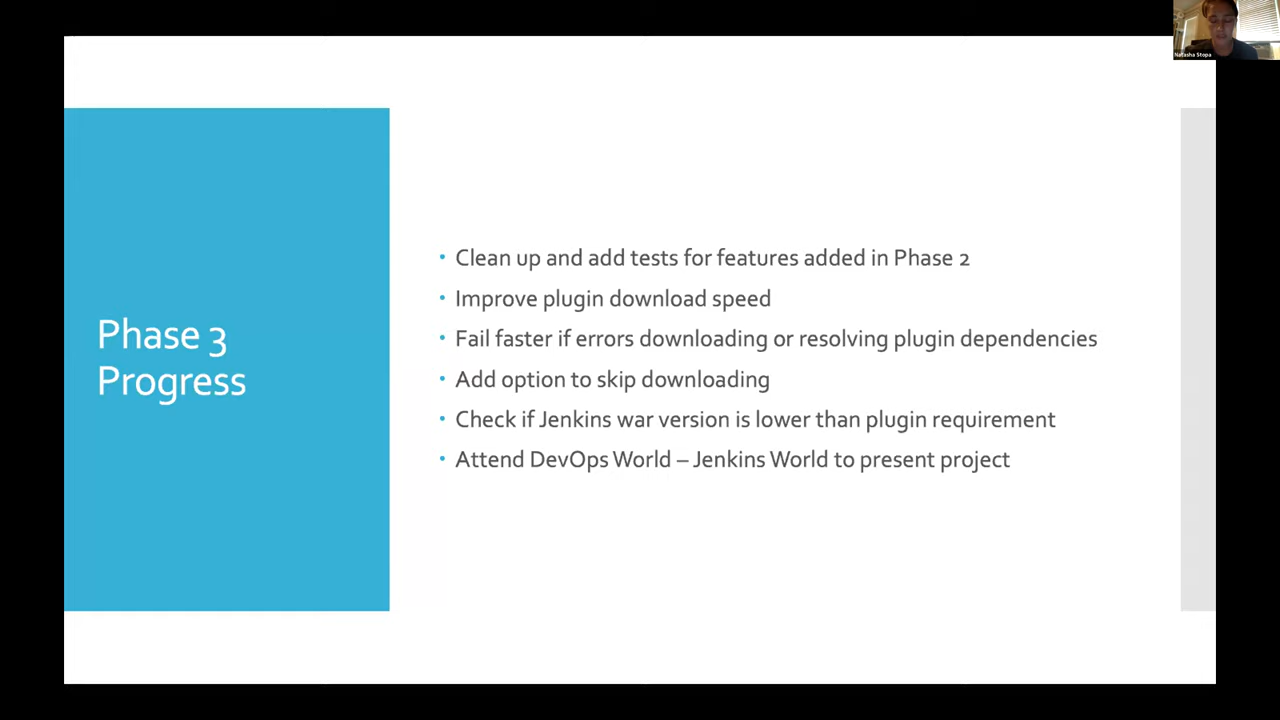 Natasha Stopa
Phase 3
Progress
• Clean up and add tests for features added in Phase 2
• Improve plugin download speed
• Fail faster if errors downloading or resolving plugin dependencies
• Add option to skip downloading
• Check if Jenkins war version is lower than plugin requirement
• Attend DevOps World – Jenkins World to present project